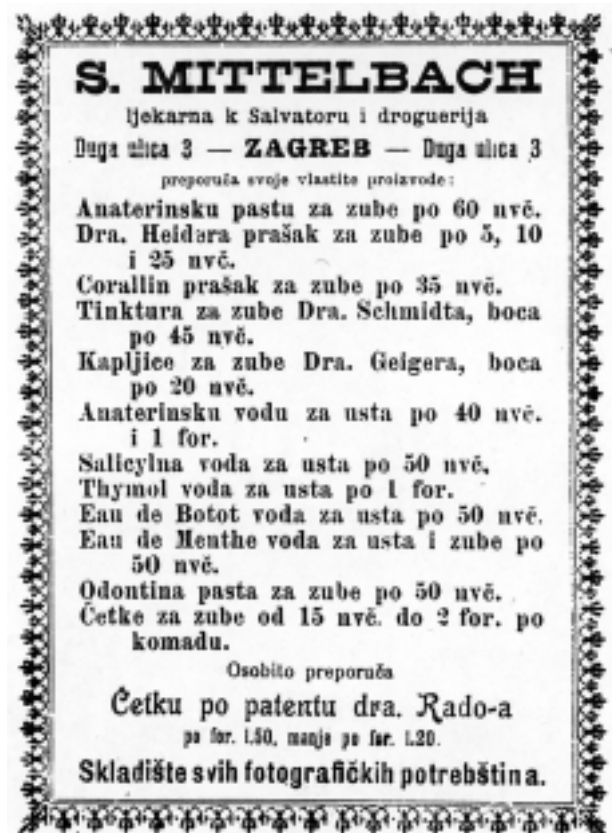 S. MITTELBACH
ljekarna k Salvatoru i droguerija
Duga ulica 3 — ZAGREB — Duga ulica 3
preporuča svoje vlastite proizvode:
Anaterinsku pastu za zube po 60 nvč.
Dra. Heidera prašak za zube po 5, 10
i 25 nvč.
Corallin prašak za zube po 35 nvč.
Tinktura za zube Dra. Schmidta, boca
po 45 nvč.
Kapljice za zube Dra. Geigera, boca
po 20 nvč.
Anaterinsku vodu za usta po 40 nvč.
i 1 for.
Salicylna voda za usta po 50 nvč.
Thymol voda za usta po 1 for.
Eau de Botot voda za usta po 50 nvč.
Eau de Menthe voda za usta i zube po
50 nvč.
Odontina pasta za zube po 50 nvč.
Četke za zube od 15 nvč. do 2 for. po
komadu.
Osobito preporuča
Četku po patentu dra. Rado-a
po for. 1.50, manje po for. 1.20.
Skladište svih fotografičkih potrebština.